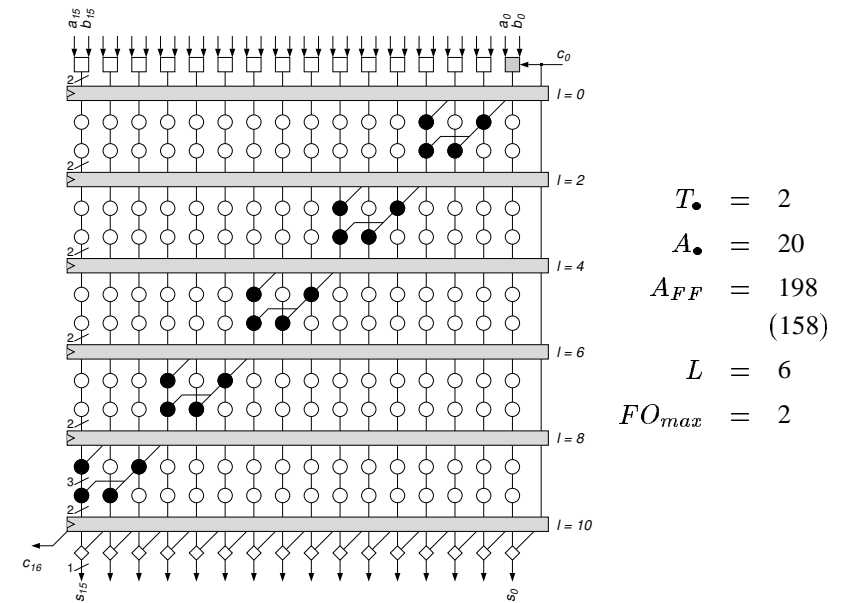 a15 b15 a0 b0
c0
2
l = 0
2
l = 2
2
l = 4
2
l = 6
2
l = 8
3
2
l = 10
c16
1
s15 s0
T● = 2
A● = 20
AFF = 198
(158)
L = 6
FOmax = 2